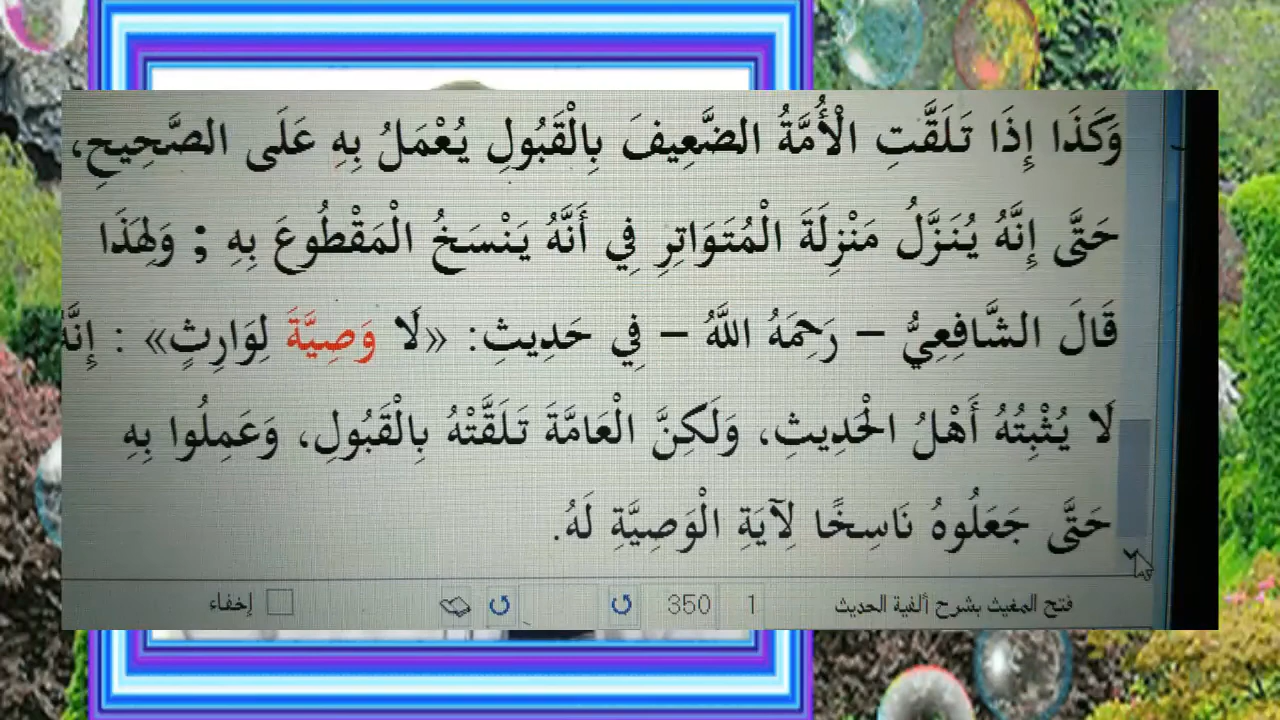 وَكَذَا إِذَا تَلَقَّتِ الْأُمَّةُ الضَّعِيفَ بِالْقَبُولِ يُعْمَلُ بِهِ عَلَى الصَّحِيحِ،
حَتَّى إِنَّهُ يُنَزَّلُ مَنْزِلَةَ الْمُتَوَاتِرِ فِي أَنَّهُ يَنْسَخُ الْمَقْطُوعَ بِهِ ; وَلِهَذَا
قَالَ الشَّافِعِيُّ – رَحِمَهُ اللَّهُ – فِي حَدِيثِ: «لَا وَصِيَّةَ لِوَارِثٍ» : إِنَّهُ
لَا يُثْبِتُهُ أَهْلُ الْحَدِيثِ، وَلَكِنَّ الْعَامَّةَ تَلَقَّتْهُ بِالْقَبُولِ، وَعَمِلُوا بِهِ
حَتَّى جَعَلُوهُ نَاسِخًا لِآيَةِ الْوَصِيَّةِ لَهُ.
فتح المغيث بشرح ألفية الحديث 1 350 إخفاء